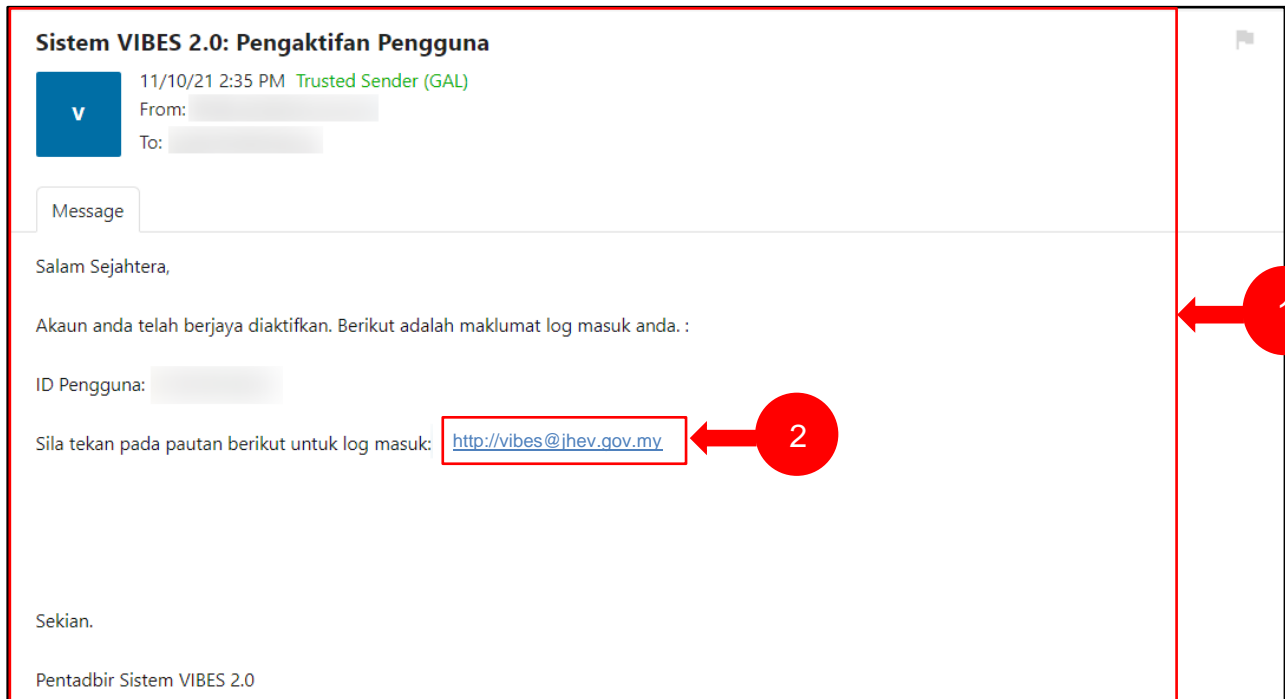 Sistem VIBES 2.0: Pengaktifan Pengguna
v
11/10/21 2:35 PM Trusted Sender (GAL)
From:
To:
Message
Salam Sejahtera,
Akaun anda telah berjaya diaktifkan. Berikut adalah maklumat log masuk anda. :
1
ID Pengguna:
Sila tekan pada pautan berikut untuk log masuk: http://vibes@jhev.gov.my 2
Sekian.
Pentadbir Sistem VIBES 2.0